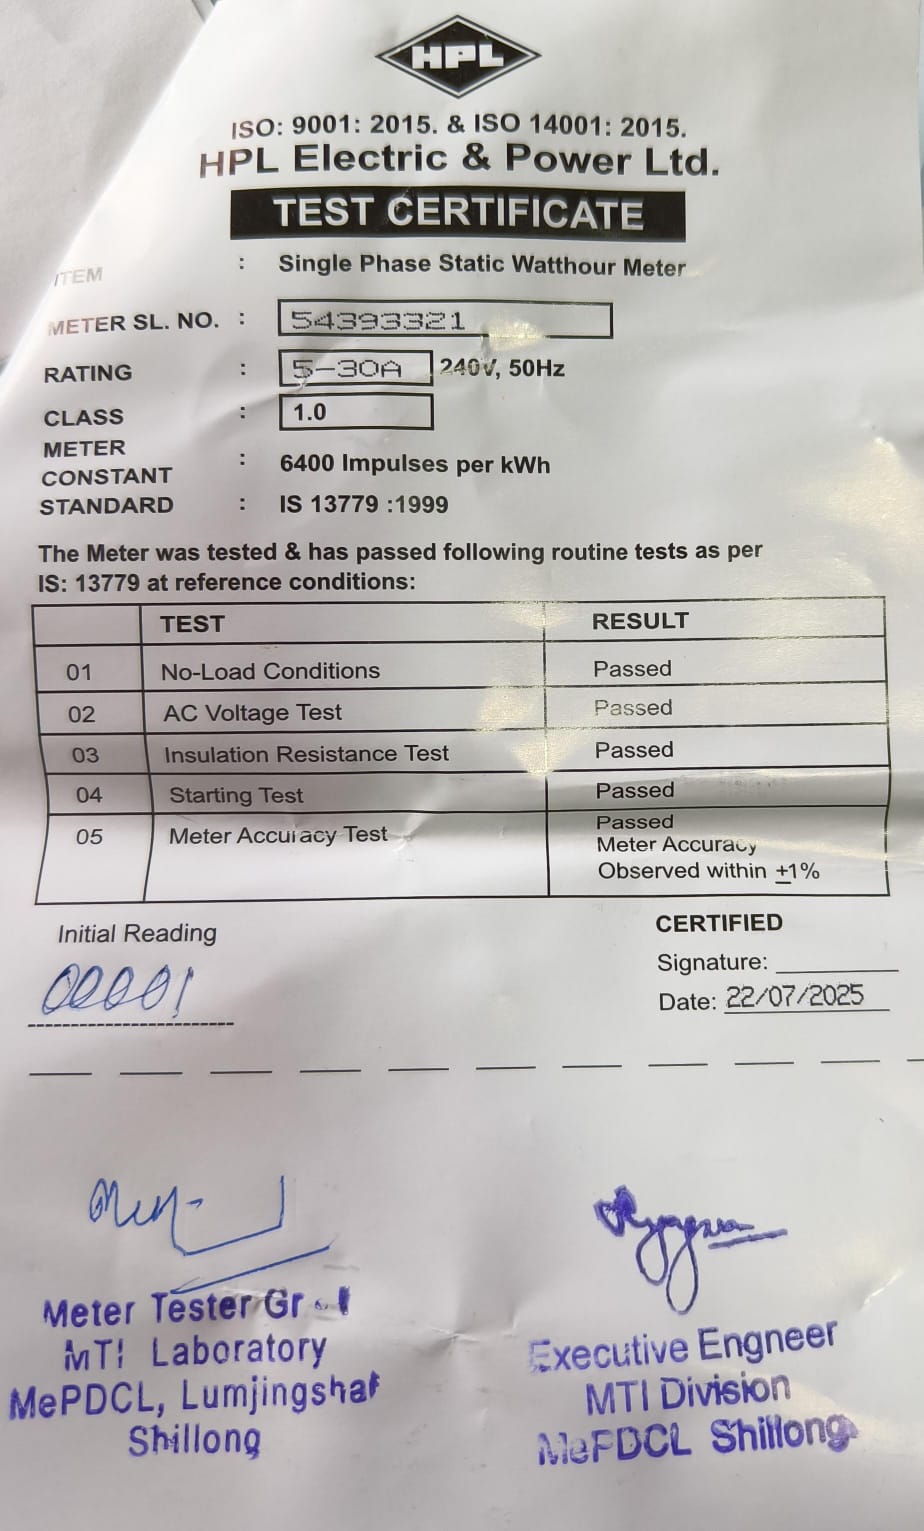 HPL
ISO: 9001: 2015. & ISO 14001: 2015.
HPL Electric & Power Ltd.
TEST CERTIFICATE
ITEM : Single Phase Static Watthour Meter
METER SL. NO. : 54393321
RATING : 5-30A 240V, 50Hz
CLASS : 1.0
METER
CONSTANT : 6400 Impulses per kWh
STANDARD : IS 13779 :1999
The Meter was tested & has passed following routine tests as per
IS: 13779 at reference conditions:
TEST RESULT
01 No-Load Conditions Passed
02 AC Voltage Test Passed
03 Insulation Resistance Test Passed
04 Starting Test Passed
05 Meter Accuracy Test Passed
Meter Accuracy
Observed within ±1%
Initial Reading
00001
CERTIFIED
Signature:
Date: 22/07/2025
Meter Tester Gr
MTI Laboratory
MePDCL, Lumjingshat
Shillong
Executive Engneer
MTI Division
MePDCL Shillong